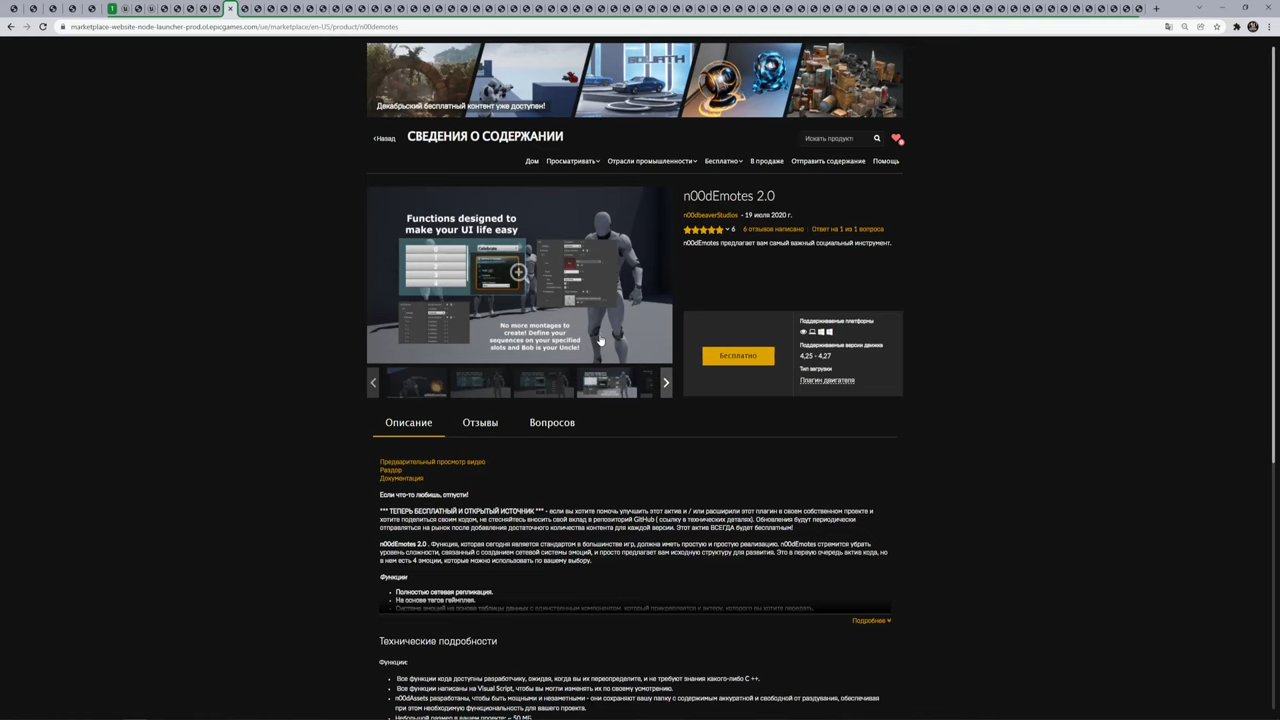 marketplace-website-node-launcher-prod.ol.epicgames.com/ue/marketplace/en-US/product/n00demotes
GOLIATH
Декабрьский бесплатный контент уже доступен!
Назад
СВЕДЕНИЯ О СОДЕРЖАНИИ
Искать продукт
Дом Просматривать Отрасли промышленности Бесплатно В продаже Отправить содержание Помощь
n00dEmotes 2.0
n00dbeaverStudios - 19 июля 2020 г.
6 6 отзывов написано Ответ на 1 из 1 вопроса
n00dEmotes предлагает вам самый важный социальный инструмент.
Functions designed to
make your UI life easy
No more montages to
create! Define your
sequences on your specified
slots and Bob is your Uncle!
Бесплатно
Поддерживаемые платформы
Поддерживаемые версии движка
4,25 - 4,27
Тип загрузки
Плагин двигателя
Описание Отзывы Вопросов
Предварительный просмотр видео
Раздор
Документация
Если что-то любишь, отпусти!
*** ТЕПЕРЬ БЕСПЛАТНЫЙ И ОТКРЫТЫЙ ИСТОЧНИК *** - если вы хотите помочь улучшить этот актив и / или расширили этот плагин в своем собственном проекте и
хотите поделиться своим кодом, не стесняйтесь вносить свой вклад в репозиторий GitHub ( ссылку в технических деталях). Обновления будут периодически
отправляться на рынок после добавления достаточного количества контента для каждой версии. Этот актив ВСЕГДА будет бесплатным!
n00dEmotes 2.0 . Функция, которая сегодня является стандартом в большинстве игр, должна иметь простую и простую реализацию. n00dEmotes стремится убрать
уровень сложности, связанный с созданием сетевой системы эмоций, и просто предлагает вам исходную структуру для развития. Это в первую очередь актив кода, но
в нем есть 4 эмоции, которые можно использовать по вашему выбору.
Функции
Полностью сетевая репликация.
На основе тегов геймплея.
Система эмоций на основе таблицы данных с единственным компонентом, который прикрепляется к актеру, которого вы хотите передать.
Подробнее
Технические подробности
Функции:
Все функции кода доступны разработчику, ожидая, когда вы их переопределите, и не требуют знания какого-либо C ++.
Все функции написаны на Visual Script, чтобы вы могли изменять их по своему усмотрению.
n00dAssets разработаны, чтобы быть мощными и незаметными - они сохраняют вашу папку с содержимым аккуратной и свободной от раздувания, обеспечивая
при этом необходимую функциональность для вашего проекта.
Небольшой размер в вашем проекте: ~ 50 МБ